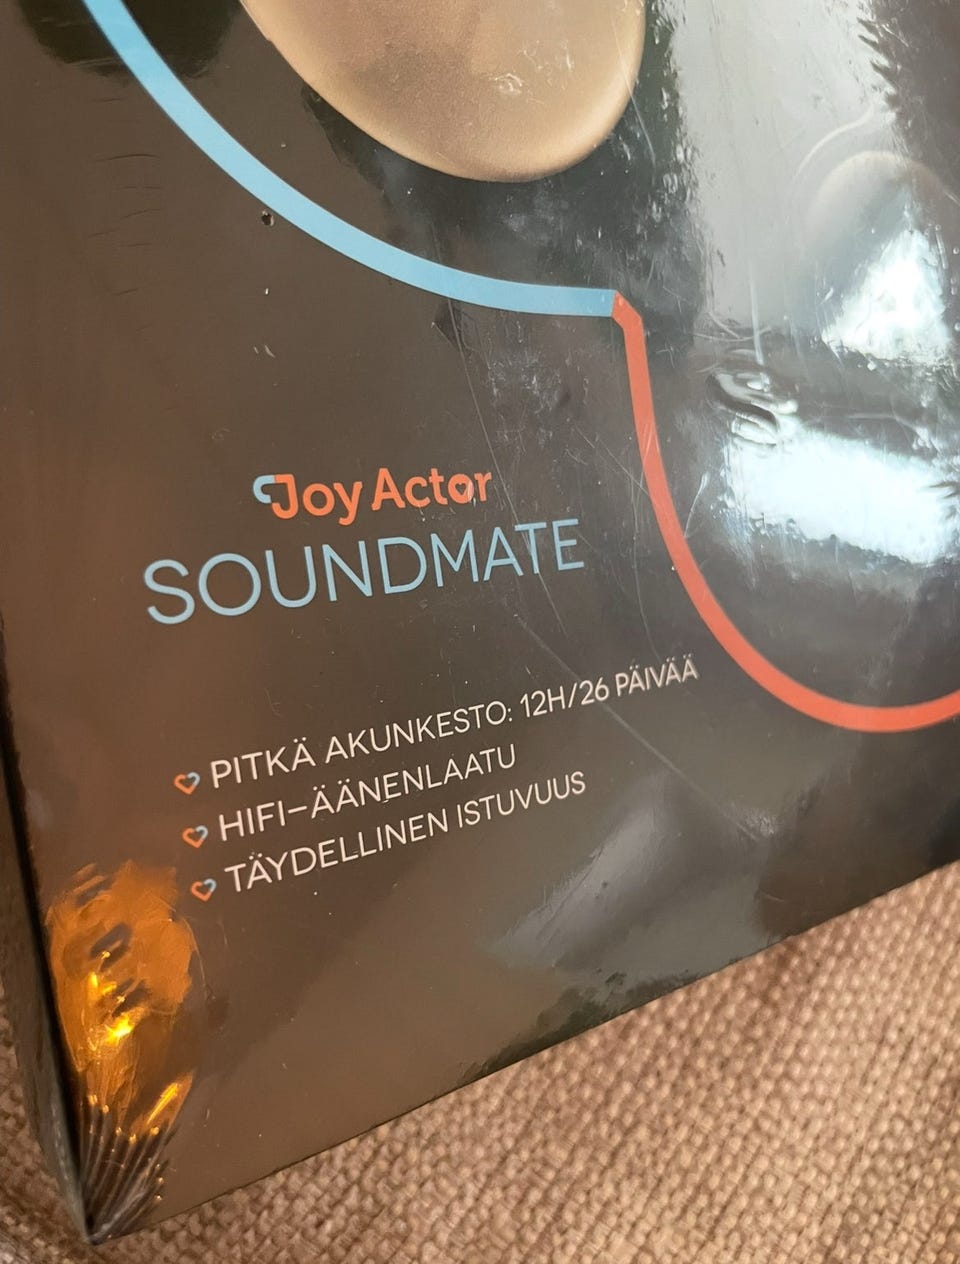 Joy Actor
SOUNDMATE
PITKÄ AKUNKESTO: 12H/26 PÄIVÄÄ
HIFI-ÄÄNENLAATU
TÄYDELLINEN ISTUVUUS